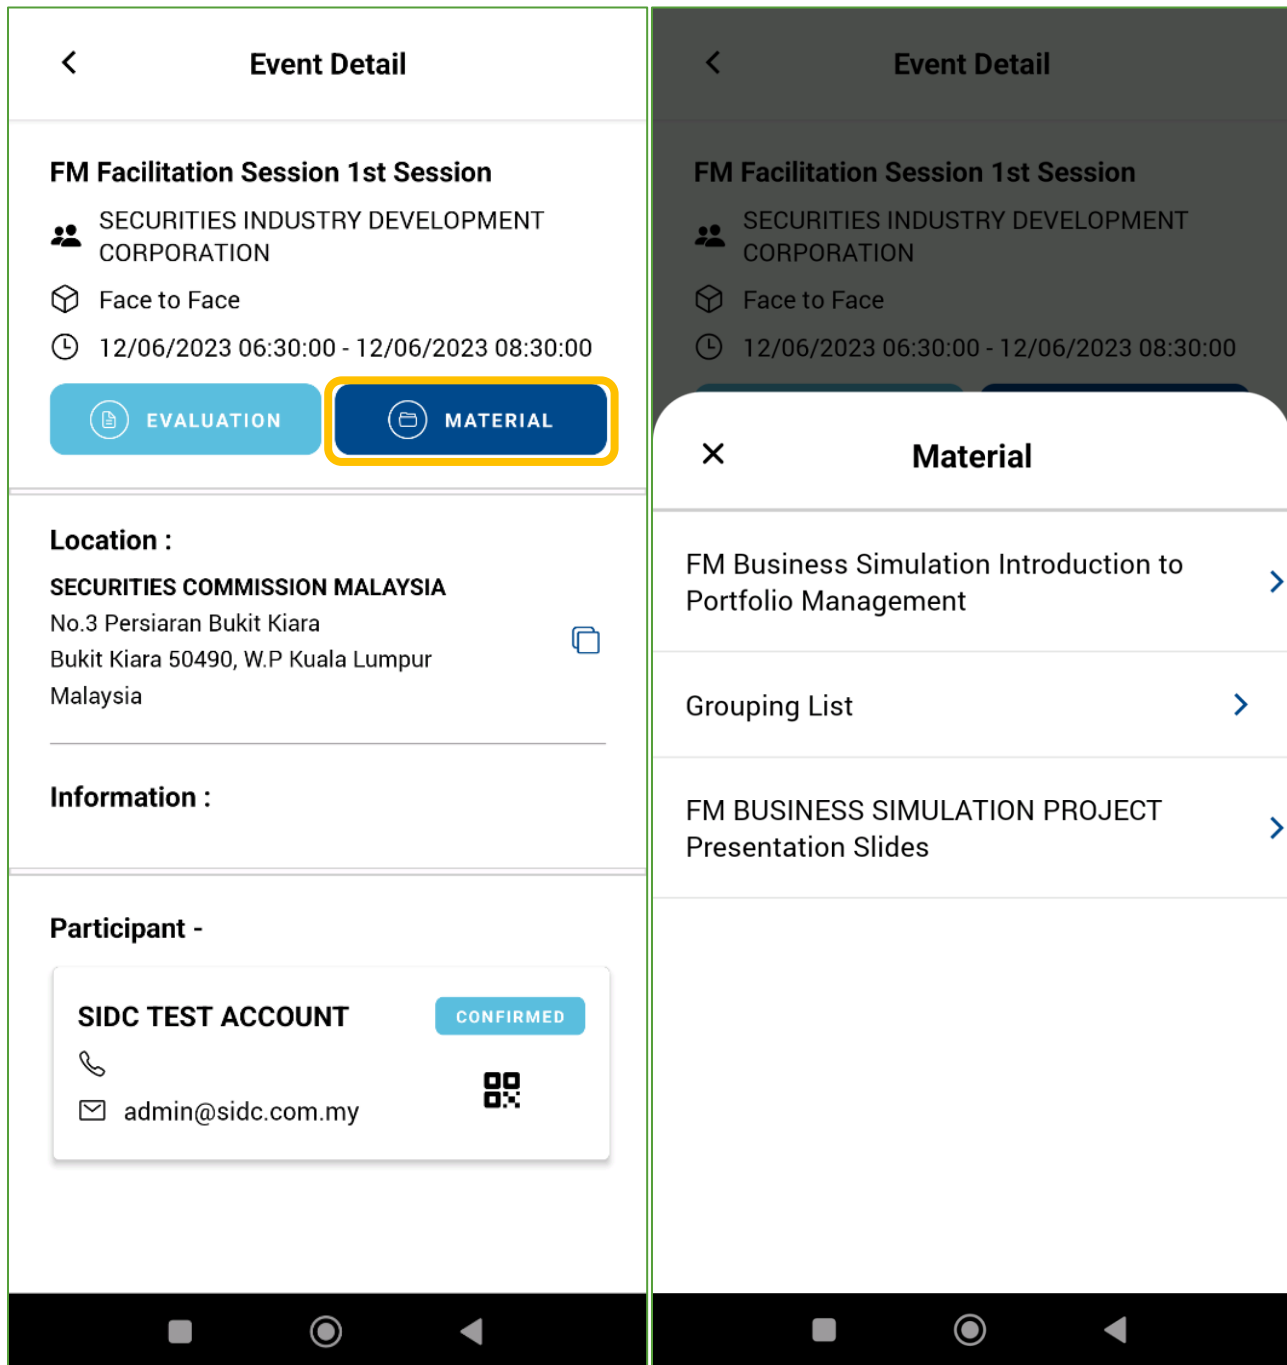 Event Detail
FM Facilitation Session 1st Session
SECURITIES INDUSTRY DEVELOPMENT
CORPORATION
Face to Face
12/06/2023 06:30:00 - 12/06/2023 08:30:00
EVALUATION
MATERIAL
Location :
SECURITIES COMMISSION MALAYSIA
No.3 Persiaran Bukit Kiara
Bukit Kiara 50490, W.P Kuala Lumpur
Malaysia
Information :
Participant -
SIDC TEST ACCOUNT
CONFIRMED
admin@sidc.com.my
Event Detail
FM Facilitation Session 1st Session
SECURITIES INDUSTRY DEVELOPMENT
CORPORATION
Face to Face
12/06/2023 06:30:00 - 12/06/2023 08:30:00
Material
FM Business Simulation Introduction to
Portfolio Management
Grouping List
FM BUSINESS SIMULATION PROJECT
Presentation Slides